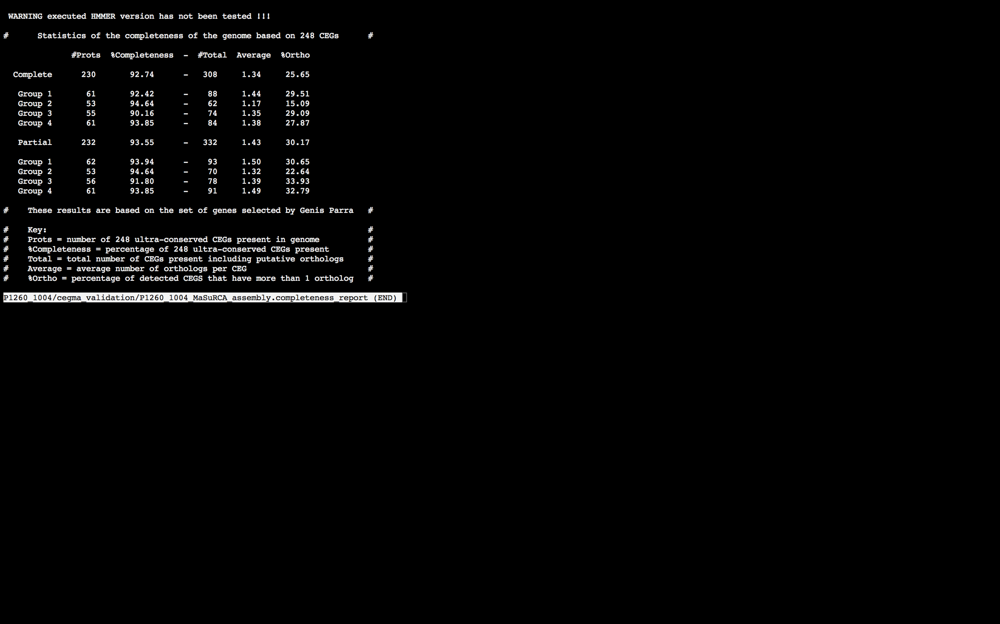 WARNING executed HMMER version has not been tested !!!
# Statistics of the completeness of the genome based on 248 CEGs #
#Prots %Completeness - #Total Average %Ortho
Complete 230 92.74 - 308 1.34 25.65
Group 1 61 92.42 - 88 1.44 29.51
Group 2 53 94.64 - 62 1.17 15.09
Group 3 55 90.16 - 74 1.35 29.09
Group 4 61 93.85 - 84 1.38 27.87
Partial 232 93.55 - 332 1.43 30.17
Group 1 62 93.94 - 93 1.50 30.65
Group 2 53 94.64 - 70 1.32 22.64
Group 3 56 91.80 - 78 1.39 33.93
Group 4 61 93.85 - 91 1.49 32.79
# These results are based on the set of genes selected by Genis Parra #
# Key: #
# Prots = number of 248 ultra-conserved CEGs present in genome #
# %Completeness = percentage of 248 ultra-conserved CEGs present #
# Total = total number of CEGs present including putative orthologs #
# Average = average number of orthologs per CEG #
# %Ortho = percentage of detected CEGS that have more than 1 ortholog #
P1260_1004/cegma_validation/P1260_1004_MaSuRCA_assembly.completeness_report (END)